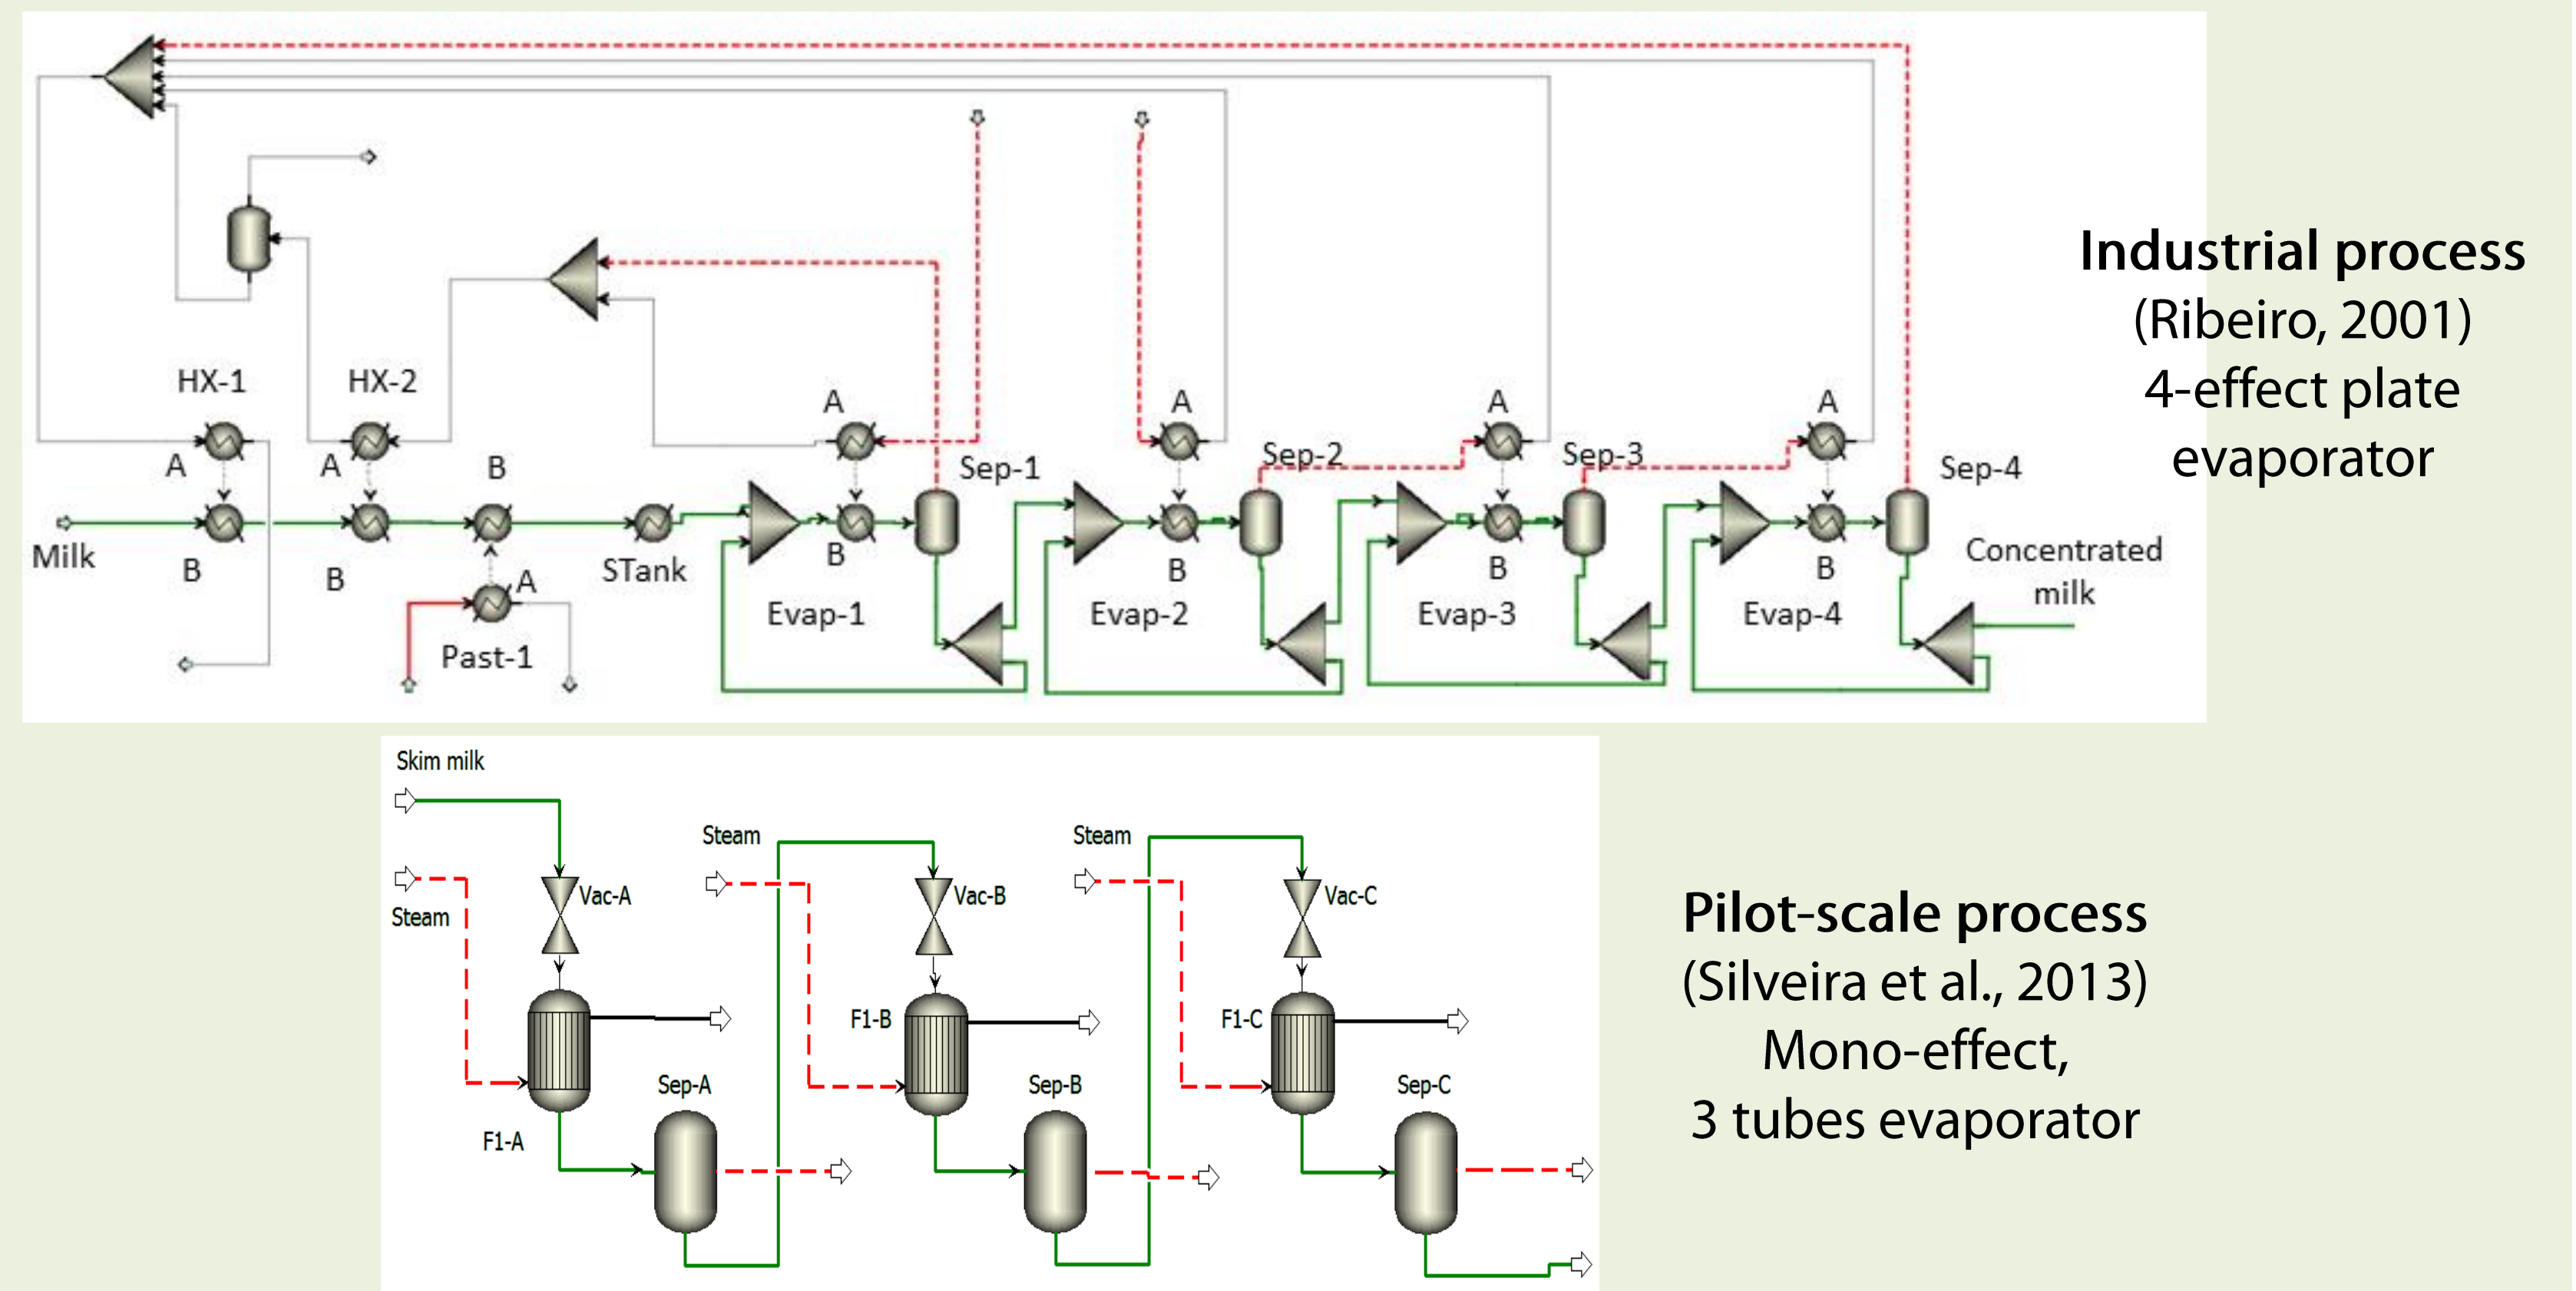 HX-1
HX-2
A
A
A
A
A
A
B
Sep-1
Sep-2
Sep-3
Sep-4
Milk
B
B
A
STank
B
B
B
B
Past-1
Evap-1
Evap-2
Evap-3
Evap-4
Concentrated
milk
Industrial process
(Ribeiro, 2001)
4-effect plate
evaporator
Skim milk
Steam
Steam
Steam
Vac-A
Vac-B
Vac-C
F1-A
F1-B
F1-C
Sep-A
Sep-B
Sep-C
Pilot-scale process
(Silveira et al., 2013)
Mono-effect,
3 tubes evaporator